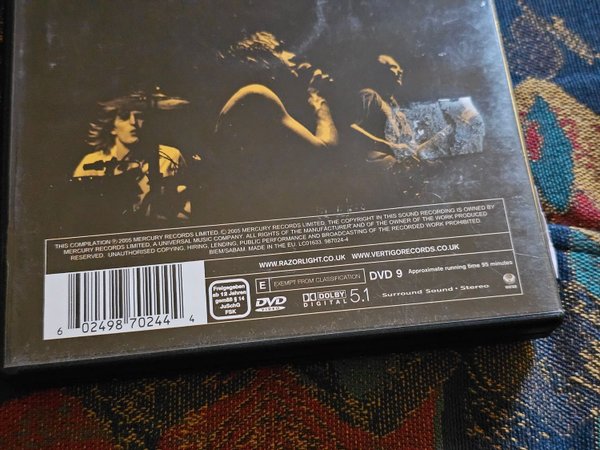 THIS COMPILATION ℗ 2005 MERCURY RECORDS LIMITED. © 2005 MERCURY RECORDS LIMITED. THE COPYRIGHT IN THIS SOUND RECORDING IS OWNED BY
MERCURY RECORDS LIMITED, A UNIVERSAL MUSIC COMPANY. ALL RIGHTS OF THE MANUFACTURER AND OF THE OWNER OF THE WORK PRODUCED
RESERVED. UNAUTHORISED COPYING, HIRING, LENDING, PUBLIC PERFORMANCE AND BROADCASTING OF THE RECORDED WORK PROHIBITED.
BIEM/SABAM. MADE IN THE EU. LC01633. 987024-4
WWW.RAZORLIGHT.CO.UK WWW.VERTIGORECORDS.CO.UK
E EXEMPT FROM CLASSIFICATION DVD 9 Approximate running time 95 minutes
Freigegeben
ab 12 Jahren
gemäß § 14
JuSchG
FSK
DVD VIDEO
DOLBY DIGITAL 5.1 Surround Sound • Stereo
6 02498 70244 4